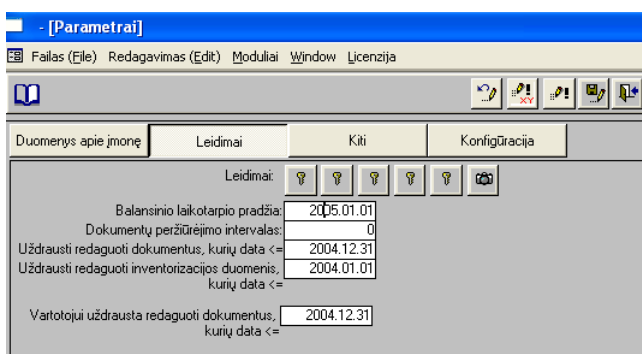 - [Parametrai]
Failas (File) Redagavimas (Edit) Moduliai Window Licenzija
XY
Duomenys apie įmonę Leidimai Kiti Konfigūracija
Leidimai:
Balansinio laikotarpio pradžia: 2005.01.01
Dokumentų peržiūrėjimo intervalas: 0
Uždrausti redaguoti dokumentus, kurių data <= 2004.12.31
Uždrausti redaguoti inventorizacijos duomenis, 2004.01.01
kurių data <=
Vartotojui uždrausta redaguoti dokumentus, 2004.12.31
kurių data <=